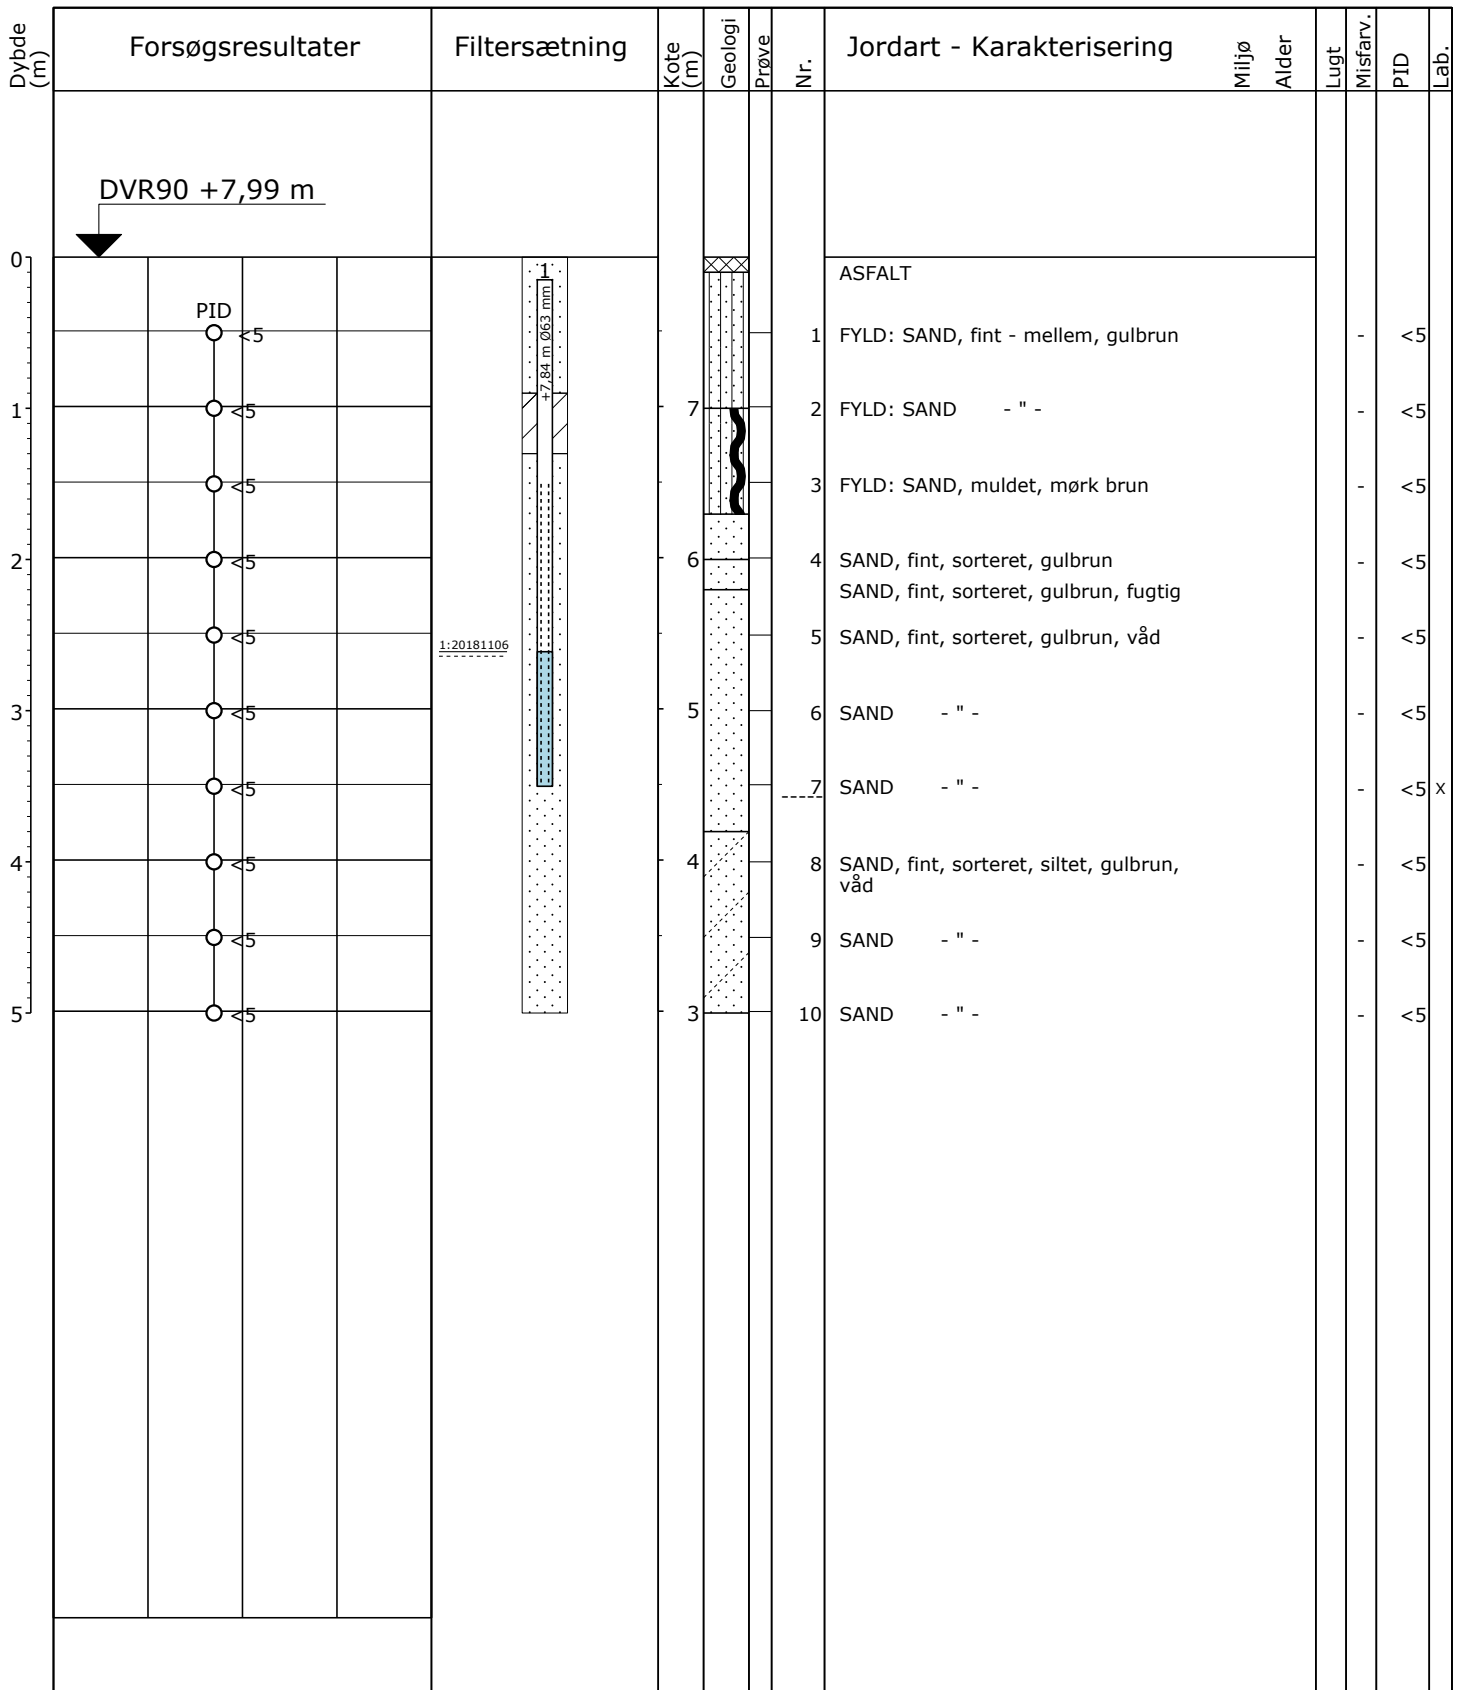 Dybde (m)
Forsøgsresultater
Filtersætning
Kote (m)
Geologi
Prøve
Nr.
Jordart - Karakterisering
Miljø
Alder
Lugt
Misfarv.
PID
Lab.
DVR90 +7,99 m
0
1
ASFALT
+7,84 m Ø63 mm
PID
<5
1 FYLD: SAND, fint - mellem, gulbrun - <5
1 <5 7 2 FYLD: SAND - " - - <5
<5 3 FYLD: SAND, muldet, mørk brun - <5
2 <5 6 4 SAND, fint, sorteret, gulbrun - <5
SAND, fint, sorteret, gulbrun, fugtig
<5 5 SAND, fint, sorteret, gulbrun, våd - <5
1:20181106
3 <5 5 6 SAND - " - - <5
<5 7 SAND - " - - <5 X
4 <5 4 8 SAND, fint, sorteret, siltet, gulbrun, - <5
våd
<5 9 SAND - " - - <5
5 <5 3 10 SAND - " - - <5